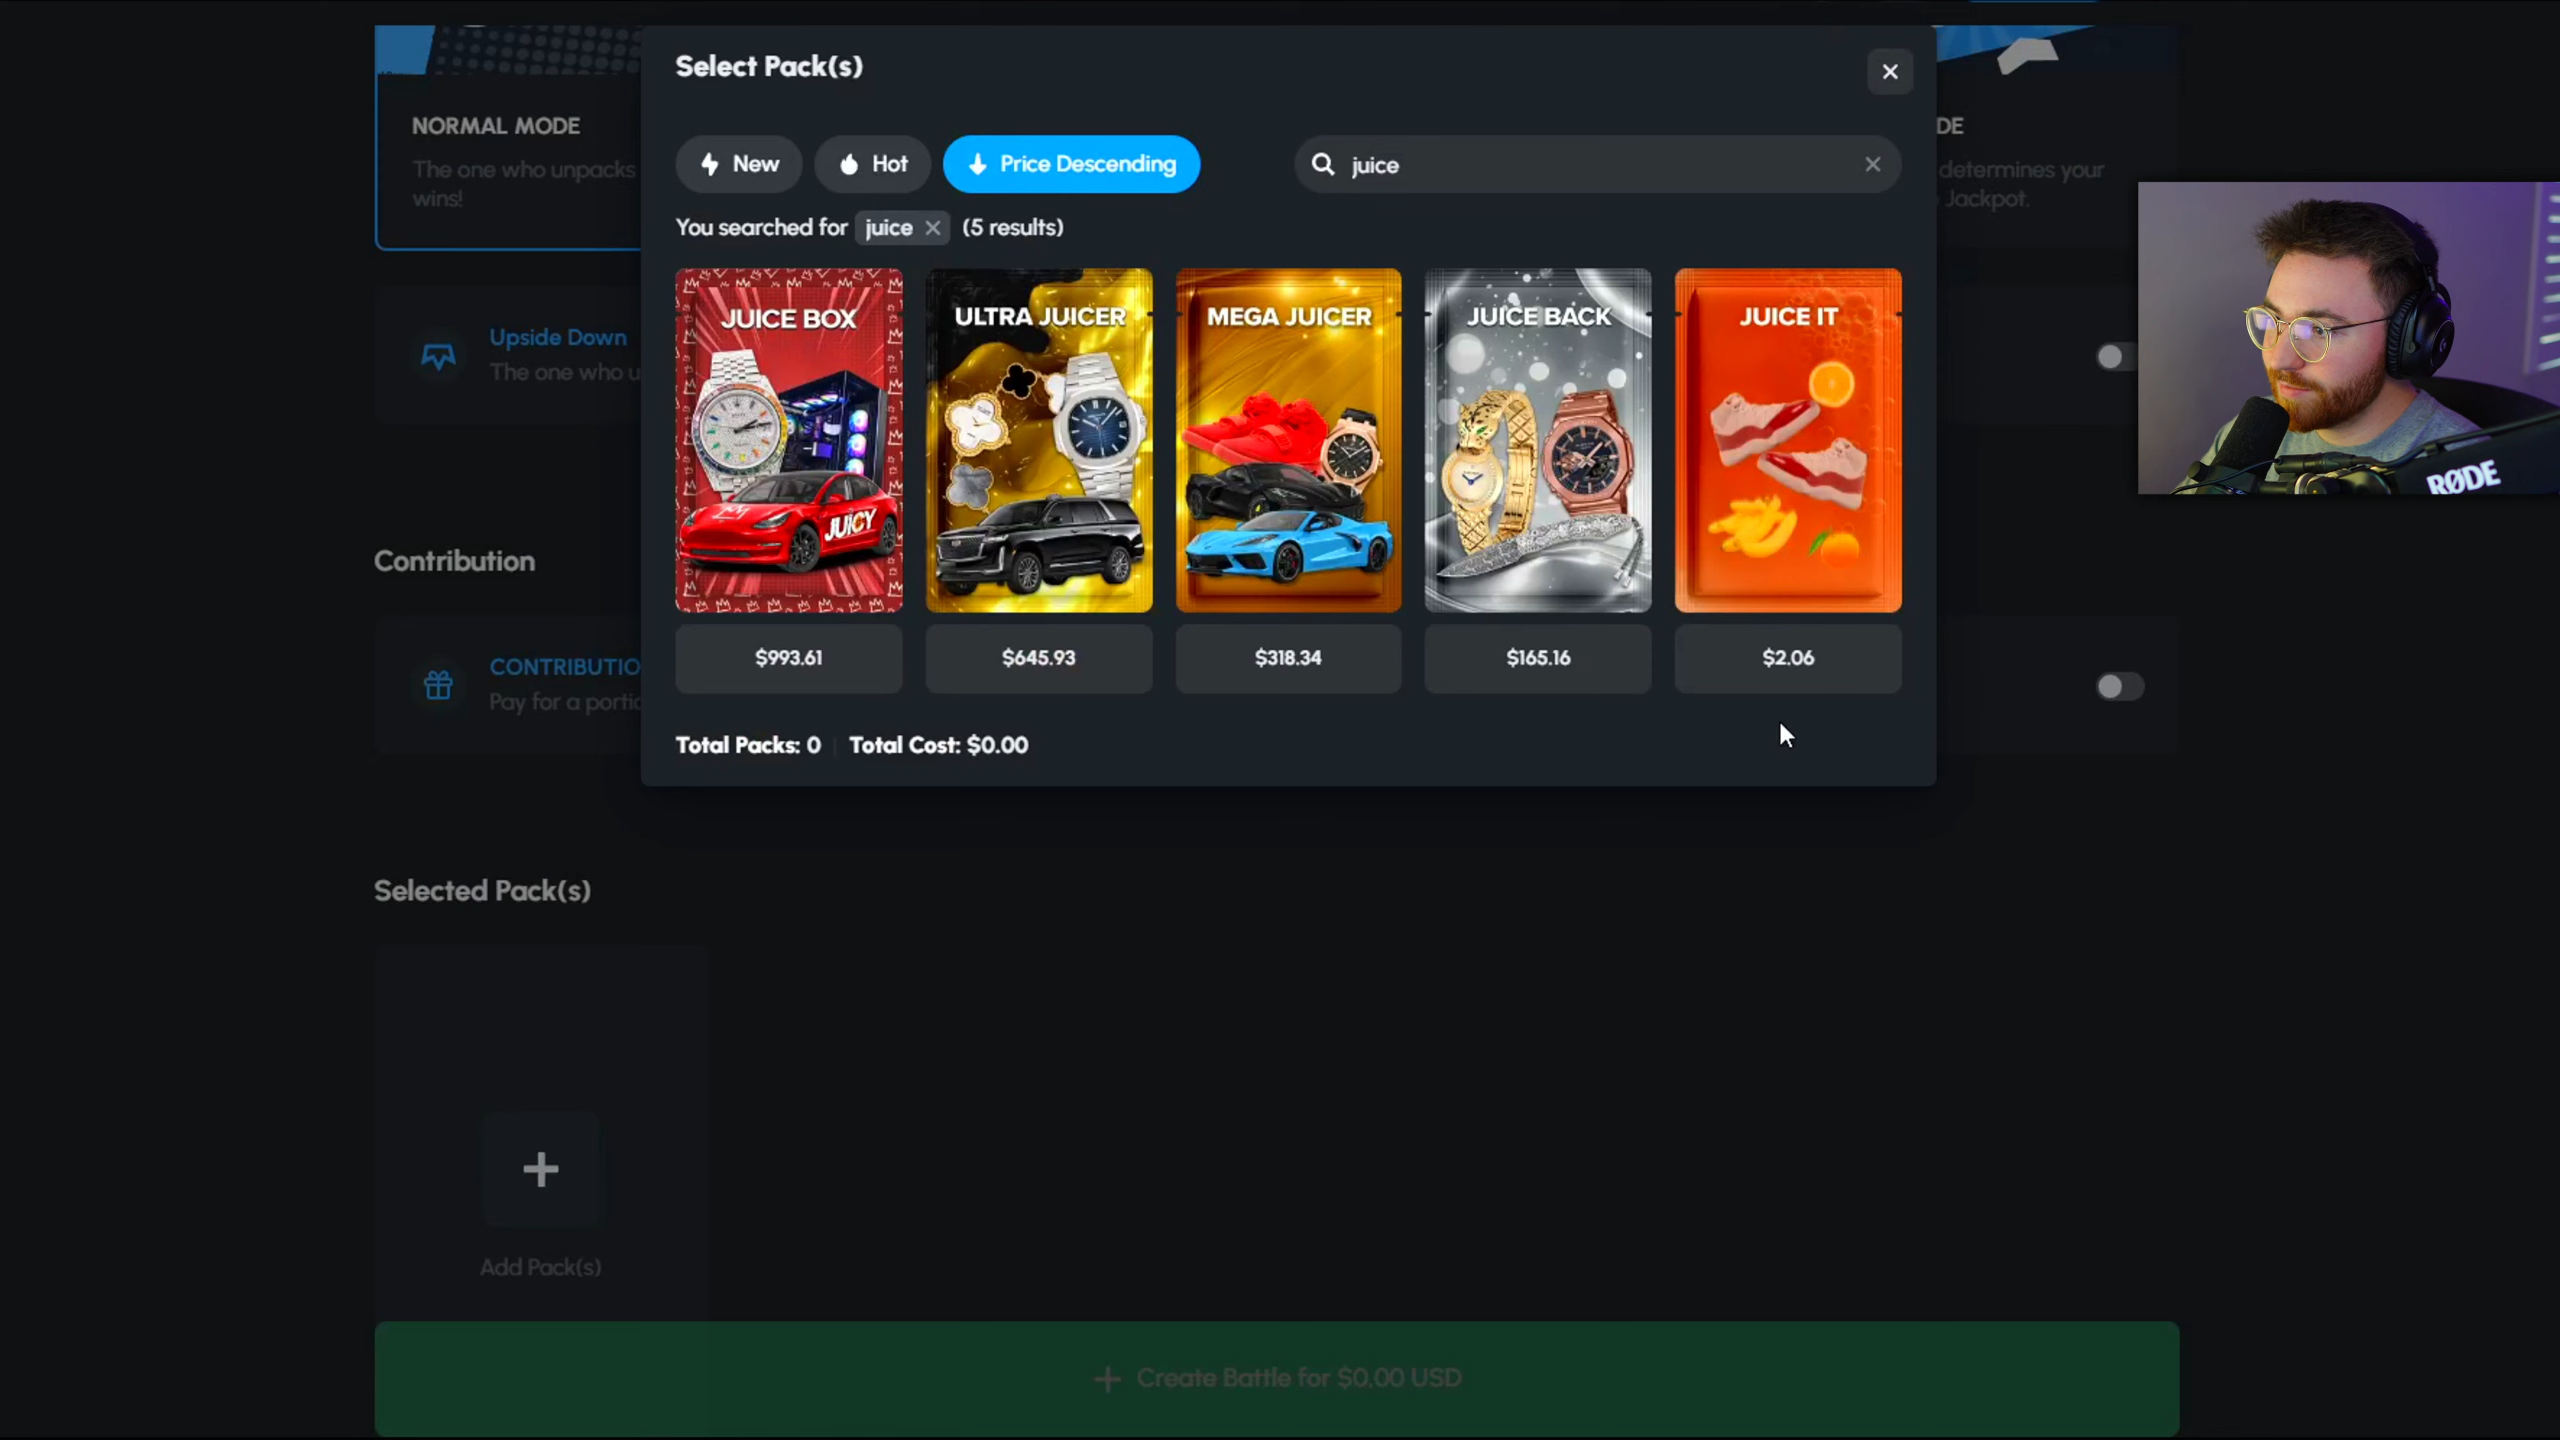 Select Pack(s)
NORMAL MODE
The one who unpacks
wins!
DE
determines your
Jackpot.
New
Hot
Price Descending
juice
You searched for juice (5 results)
JUICE BOX
ULTRA JUICER
MEGA JUICER
JUICE BACK
JUICE IT
JUICY
$993.61
$645.93
$318.34
$165.16
$2.06
Total Packs: 0
Total Cost: $0.00
Upside Down
The one who u
RØDE
Contribution
CONTRIBUTIO
Pay for a portic
Selected Pack(s)
Add Pack(s)
Create Battle for $0.00 USD